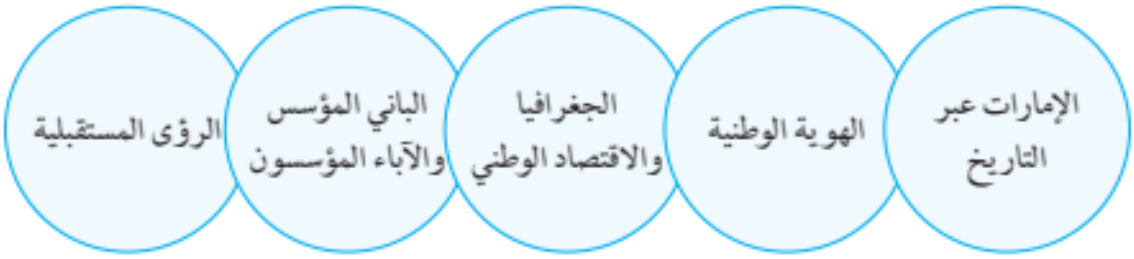 الإمارات عبر
التاريخ
الهوية الوطنية
الجغرافيا
والاقتصاد الوطني
الباني المؤسس
والآباء المؤسسون
الرؤى المستقبلية